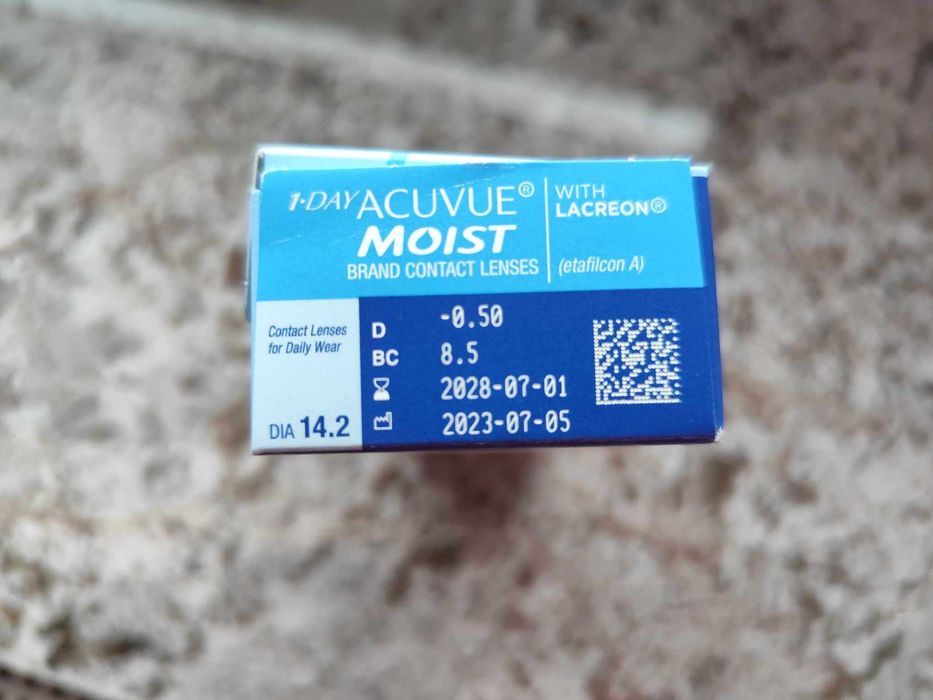 1·DAY ACUVUE® MOIST
BRAND CONTACT LENSES
WITH
LACREON®
(etafilcon A)
Contact Lenses
for Daily Wear
DIA 14.2
D -0.50
BC 8.5
2028-07-01
2023-07-05